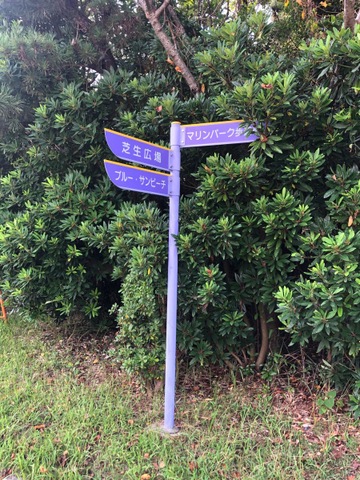 芝生広場
ブルー・サンビーチ
マリンパーク